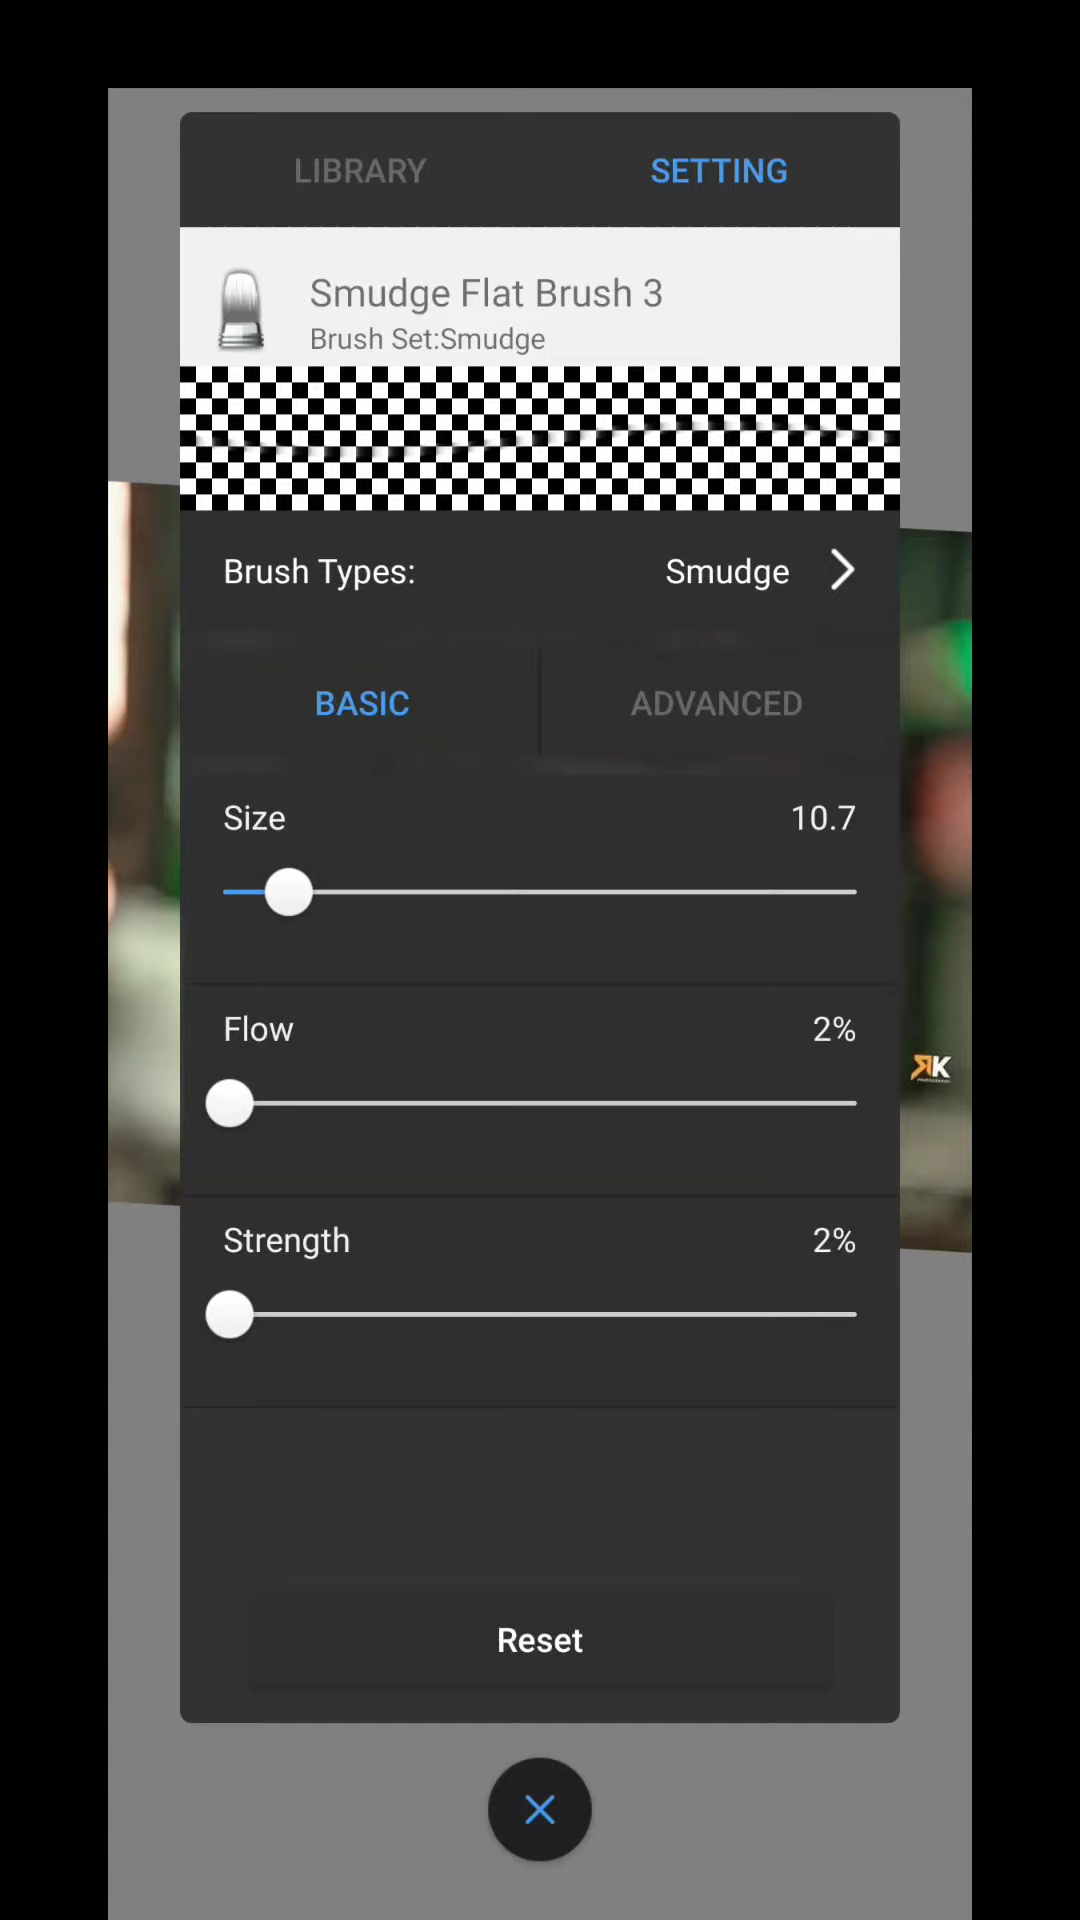 LIBRARY SETTING
Smudge Flat Brush 3
Brush Set:Smudge
Brush Types: Smudge
BASIC ADVANCED
Size 10.7
Flow 2%
Strength 2%
RK
Reset